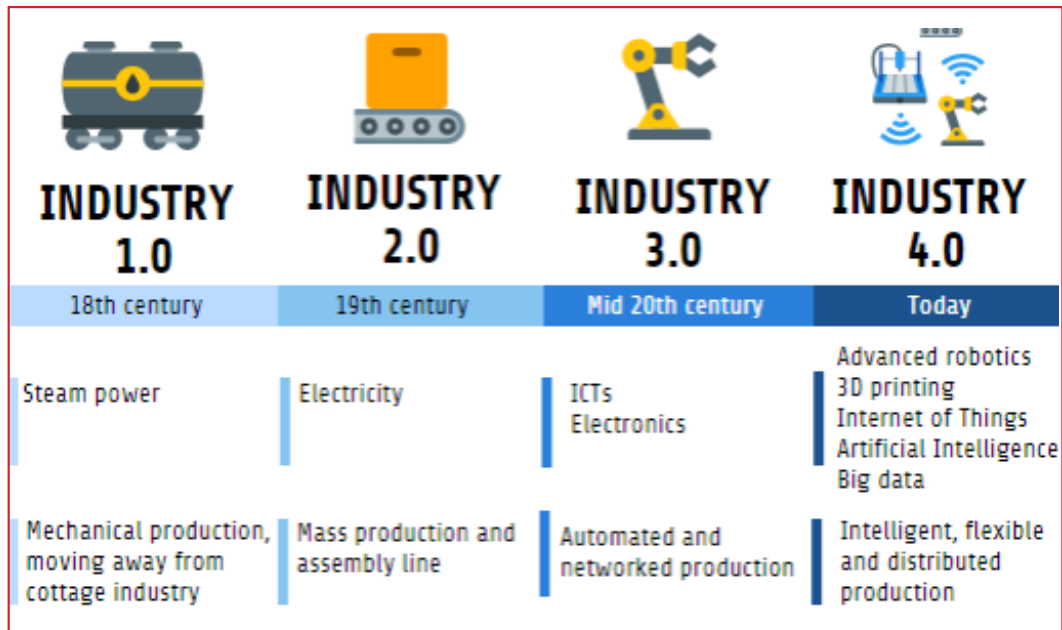 INDUSTRY
1.0
INDUSTRY
2.0
INDUSTRY
3.0
INDUSTRY
4.0
18th century
19th century
Mid 20th century
Today
Steam power
Electricity
ICTs
Electronics
Advanced robotics
3D printing
Internet of Things
Artificial Intelligence
Big data
Mechanical production,
moving away from
cottage industry
Mass production and
assembly line
Automated and
networked production
Intelligent, flexible
and distributed
production